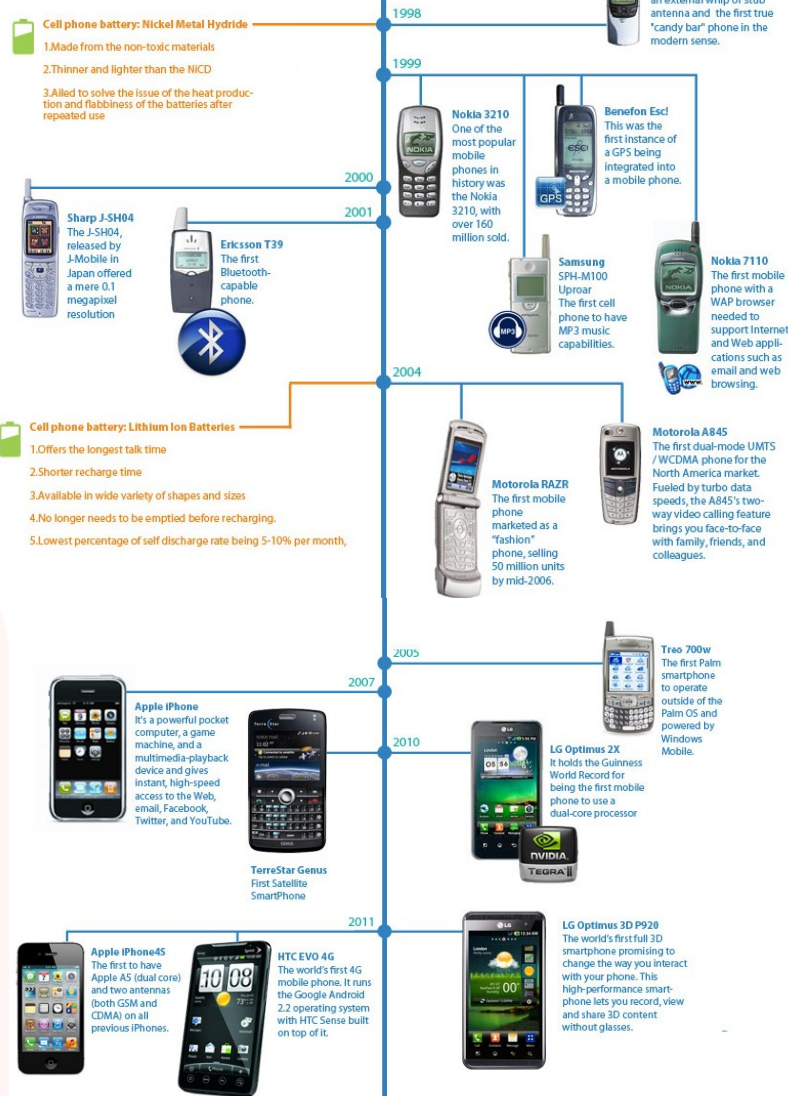 an external whip of stub
antenna and the first true
"candy bar" phone in the
modern sense.
1998
Cell phone battery: Nickel Metal Hydride
1.Made from the non-toxic materials
2.Thinner and lighter than the NiCD
3.Ailed to solve the issue of the heat produc-
tion and flabbiness of the batteries after
repeated use
1999
Nokia 3210
One of the
most popular
mobile
phones in
history was
the Nokia
3210, with
over 160
million sold.
NOKIA
Benefon Esc!
This was the
first instance of
a GPS being
integrated into
a mobile phone.
ESC!
GPS
2000
Sharp J-SH04
The J-SH04,
released by
J-Mobile in
Japan offered
a mere 0.1
megapixel
resolution
2001
Ericsson T39
The first
Bluetooth-
capable
phone.
Samsung
SPH-M100
Uproar
The first cell
phone to have
MP3 music
capabilities.
MP3
Nokia 7110
The first mobile
phone with a
WAP browser
needed to
support Internet
and Web appli-
cations such as
email and web
browsing.
NOKIA
www.
2004
Cell phone battery: Lithium Ion Batteries
1.Offers the longest talk time
2.Shorter recharge time
3.Available in wide variety of shapes and sizes
4.No longer needs to be emptied before recharging.
5.Lowest percentage of self discharge rate being 5-10% per month,
Motorola RAZR
The first mobile
phone
marketed as a
"fashion"
phone, selling
50 million units
by mid-2006.
Motorola A845
The first dual-mode UMTS
/ WCDMA phone for the
North America market.
Fueled by turbo data
speeds, the A845's two-
way video calling feature
brings you face-to-face
with family, friends, and
colleagues.
2005
Treo 700w
The first Palm
smartphone
to operate
outside of the
Palm OS and
powered by
Windows
Mobile.
2007
Apple iPhone
It's a powerful pocket
computer, a game
machine, and a
multimedia-playback
device and gives
instant, high-speed
access to the Web,
email, Facebook,
Twitter, and YouTube.
2010
TerreStar
GENUS
TerreStar Genus
First Satellite
SmartPhone
LG
London
05 56
LG Optimus 2X
It holds the Guinness
World Record for
being the first mobile
phone to use a
dual-core processor
NVIDIA.
TEGRA II
2011
Apple iPhone4S
The first to have
Apple A5 (dual core)
and two antennas
(both GSM and
CDMA) on all
previous iPhones.
10 08
HTC EVO 4G
The world's first 4G
mobile phone. It runs
the Google Android
2.2 operating system
with HTC Sense built
on top of it.
LG
London
LG Optimus 3D P920
The world's first full 3D
smartphone promising to
change the way you interact
with your phone. This
high-performance smart-
phone lets you record, view
and share 3D content
without glasses.